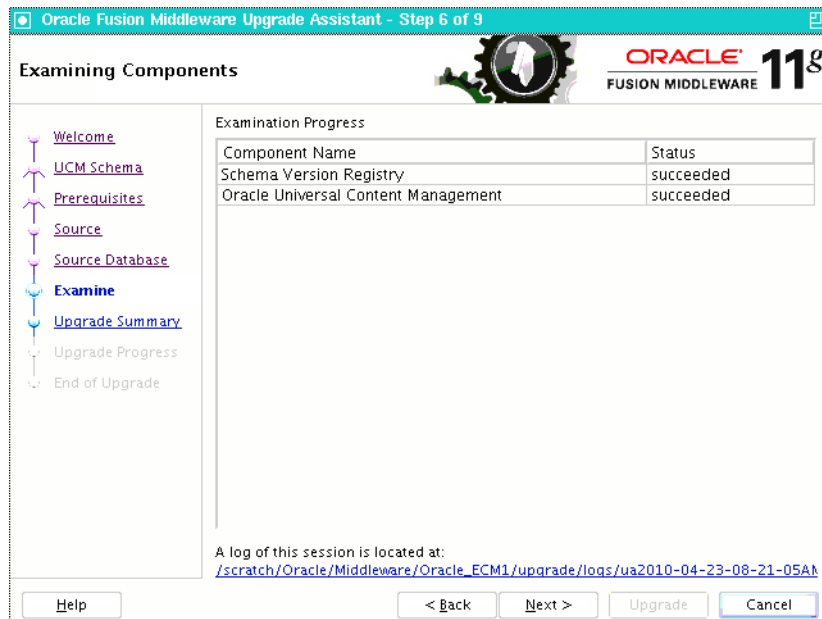 Oracle Fusion Middleware Upgrade Assistant - Step 6 of 9
Examining Components
ORACLE
FUSION MIDDLEWARE
11g
Welcome
UCM Schema
Prerequisites
Source
Source Database
Examine
Upgrade Summary
Upgrade Progress
End of Upgrade
Examination Progress
Component Name Status
Schema Version Registry succeeded
Oracle Universal Content Management succeeded
A log of this session is located at:
/scratch/Oracle/Middleware/Oracle_ECM1/upgrade/logs/ua2010-04-23-08-21-05AM
Help < Back Next > Upgrade Cancel